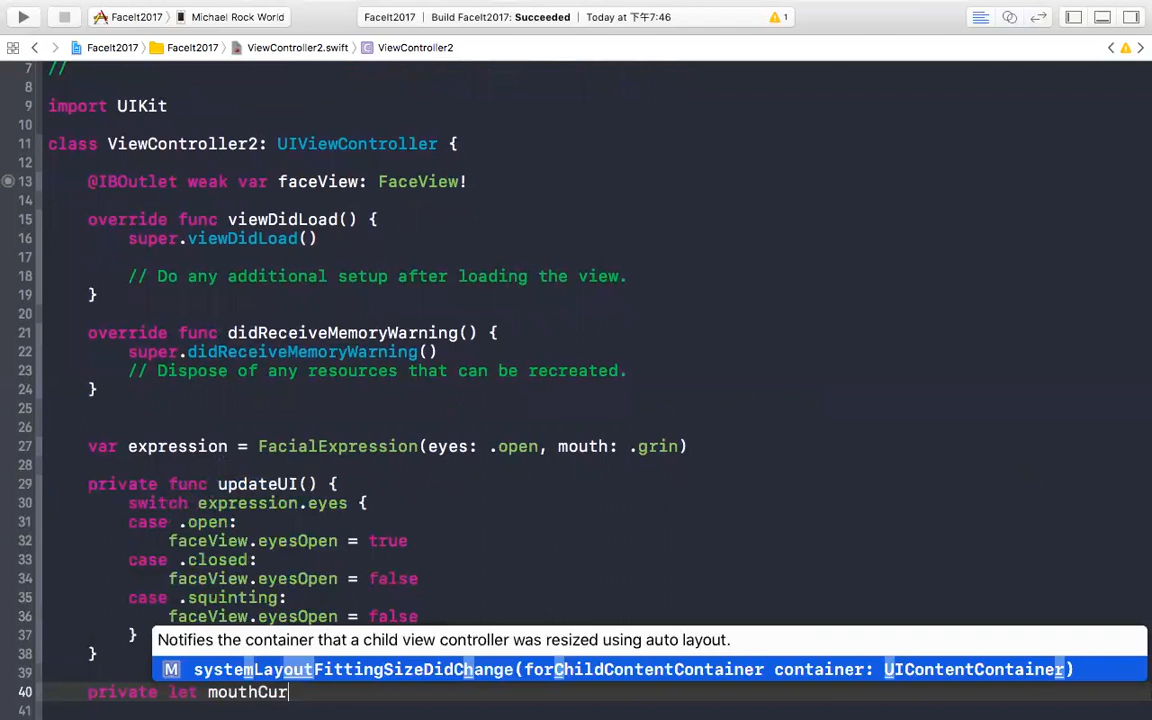 FaceIt2017 Michael Rock World FaceIt2017 Build FaceIt2017: Succeeded Today at 下午7:46 1
FaceIt2017 FaceIt2017 ViewController2.swift ViewController2
7 //
8
9 import UIKit
10
11 class ViewController2: UIViewController {
12
13 @IBOutlet weak var faceView: FaceView!
14
15 override func viewDidLoad() {
16 super.viewDidLoad()
17
18 // Do any additional setup after loading the view.
19 }
20
21 override func didReceiveMemoryWarning() {
22 super.didReceiveMemoryWarning()
23 // Dispose of any resources that can be recreated.
24 }
25
26
27 var expression = FacialExpression(eyes: .open, mouth: .grin)
28
29 private func updateUI() {
30 switch expression.eyes {
31 case .open:
32 faceView.eyesOpen = true
33 case .closed:
34 faceView.eyesOpen = false
35 case .squinting:
36 faceView.eyesOpen = false
37 }
Notifies the container that a child view controller was resized using auto layout.
38 }
M systemLayoutFittingSizeDidChange(forChildContentContainer container: UIContentContainer)
39
40 private let mouthCur
41